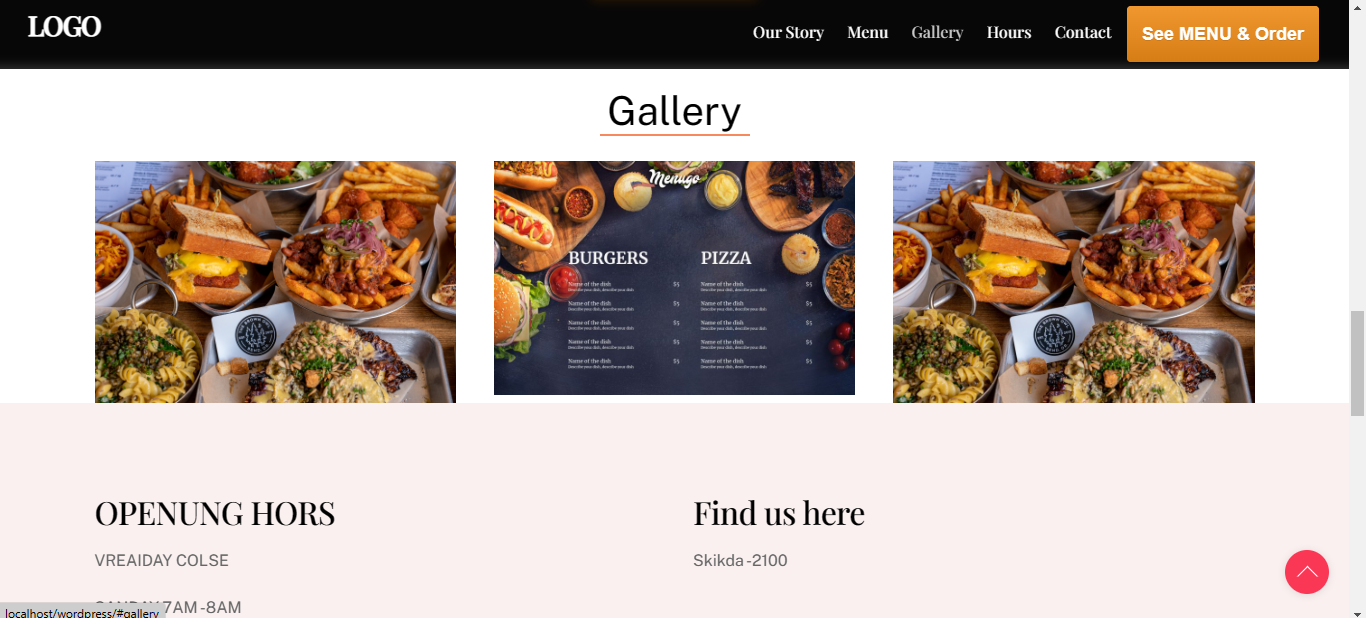 LOGO
Our Story Menu Gallery Hours Contact See MENU & Order
Gallery
Menugo
BURGERS
Name of the dish $5
Describe your dish, describe your dish
Name of the dish $5
Describe your dish, describe your dish
Name of the dish $5
Describe your dish, describe your dish
Name of the dish $5
Describe your dish, describe your dish
Name of the dish $5
Describe your dish, describe your dish
PIZZA
Name of the dish $5
Describe your dish, describe your dish
Name of the dish $5
Describe your dish, describe your dish
Name of the dish $5
Describe your dish, describe your dish
Name of the dish $5
Describe your dish, describe your dish
Name of the dish $5
Describe your dish, describe your dish
OPENUNG HORS
VREAIDAY COLSE
7AM -8AM
Find us here
Skikda -2100
localhost/wordpress/#gallery